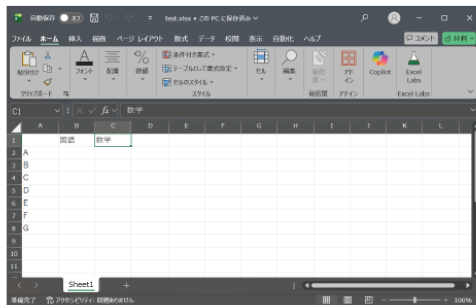 自動保存 オフ test.xlsx • この PC に保存済み
ファイル ホーム 挿入 描画 ページ レイアウト 数式 データ 校閲 表示 自動化 ヘルプ コメント 共有
貼り付け フォント 配置 数値 条件付き書式 テーブルとして書式設定 セルのスタイル セル 編集 アドイン Copilot Excel Labs
クリップボード スタイル アドイン Excel Labs
C1 fx 数学
A B C D E F G H I J K L
1 国語 数学
2 A
3 B
4 C
5 D
6 E
7 F
8 G
9
10
11
Sheet1
準備完了 アクセシビリティ: 問題ありません 100%